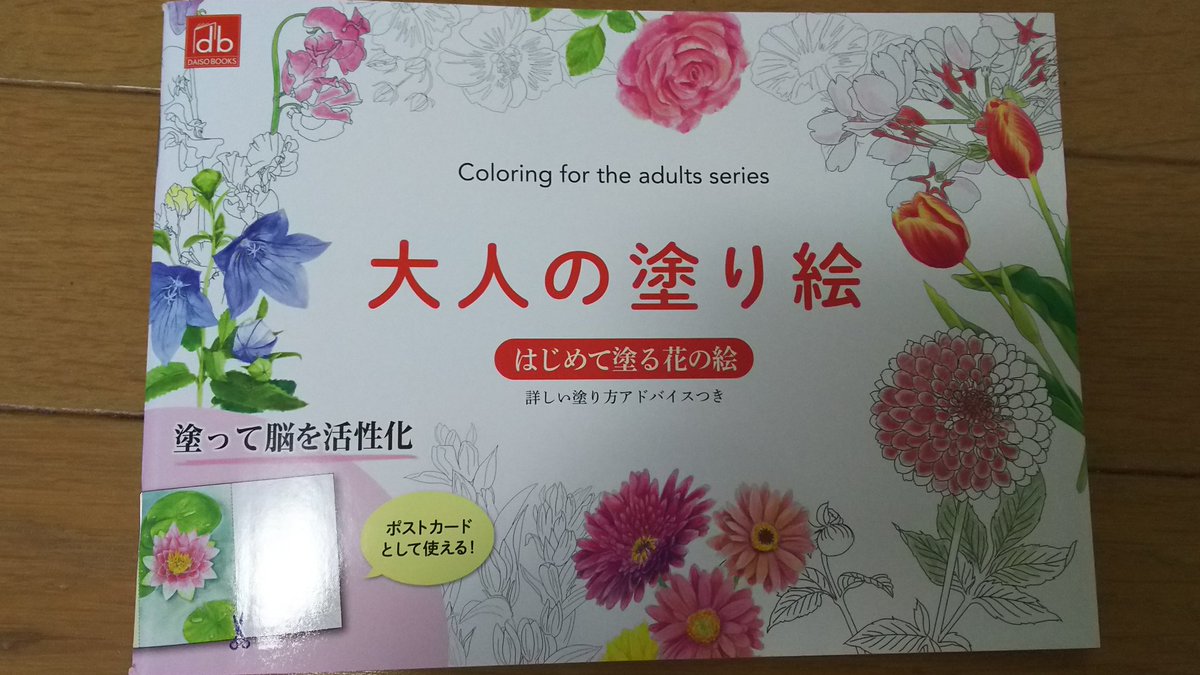 db
DAISO BOOKS
Coloring for the adults series
大人の塗り絵
はじめて塗る花の絵
詳しい塗り方アドバイスつき
塗って脳を活性化
ポストカード
として使える!